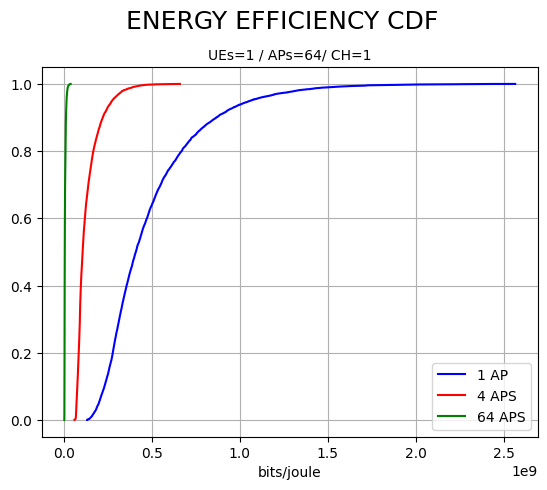 ENERGY EFFICIENCY CDF
UEs=1 / APs=64/ CH=1
1.0
0.8
0.6
0.4
0.2
0.0
1 AP
4 APS
64 APS
0.0 0.5 1.0 1.5 2.0 2.5
1e9
bits/joule